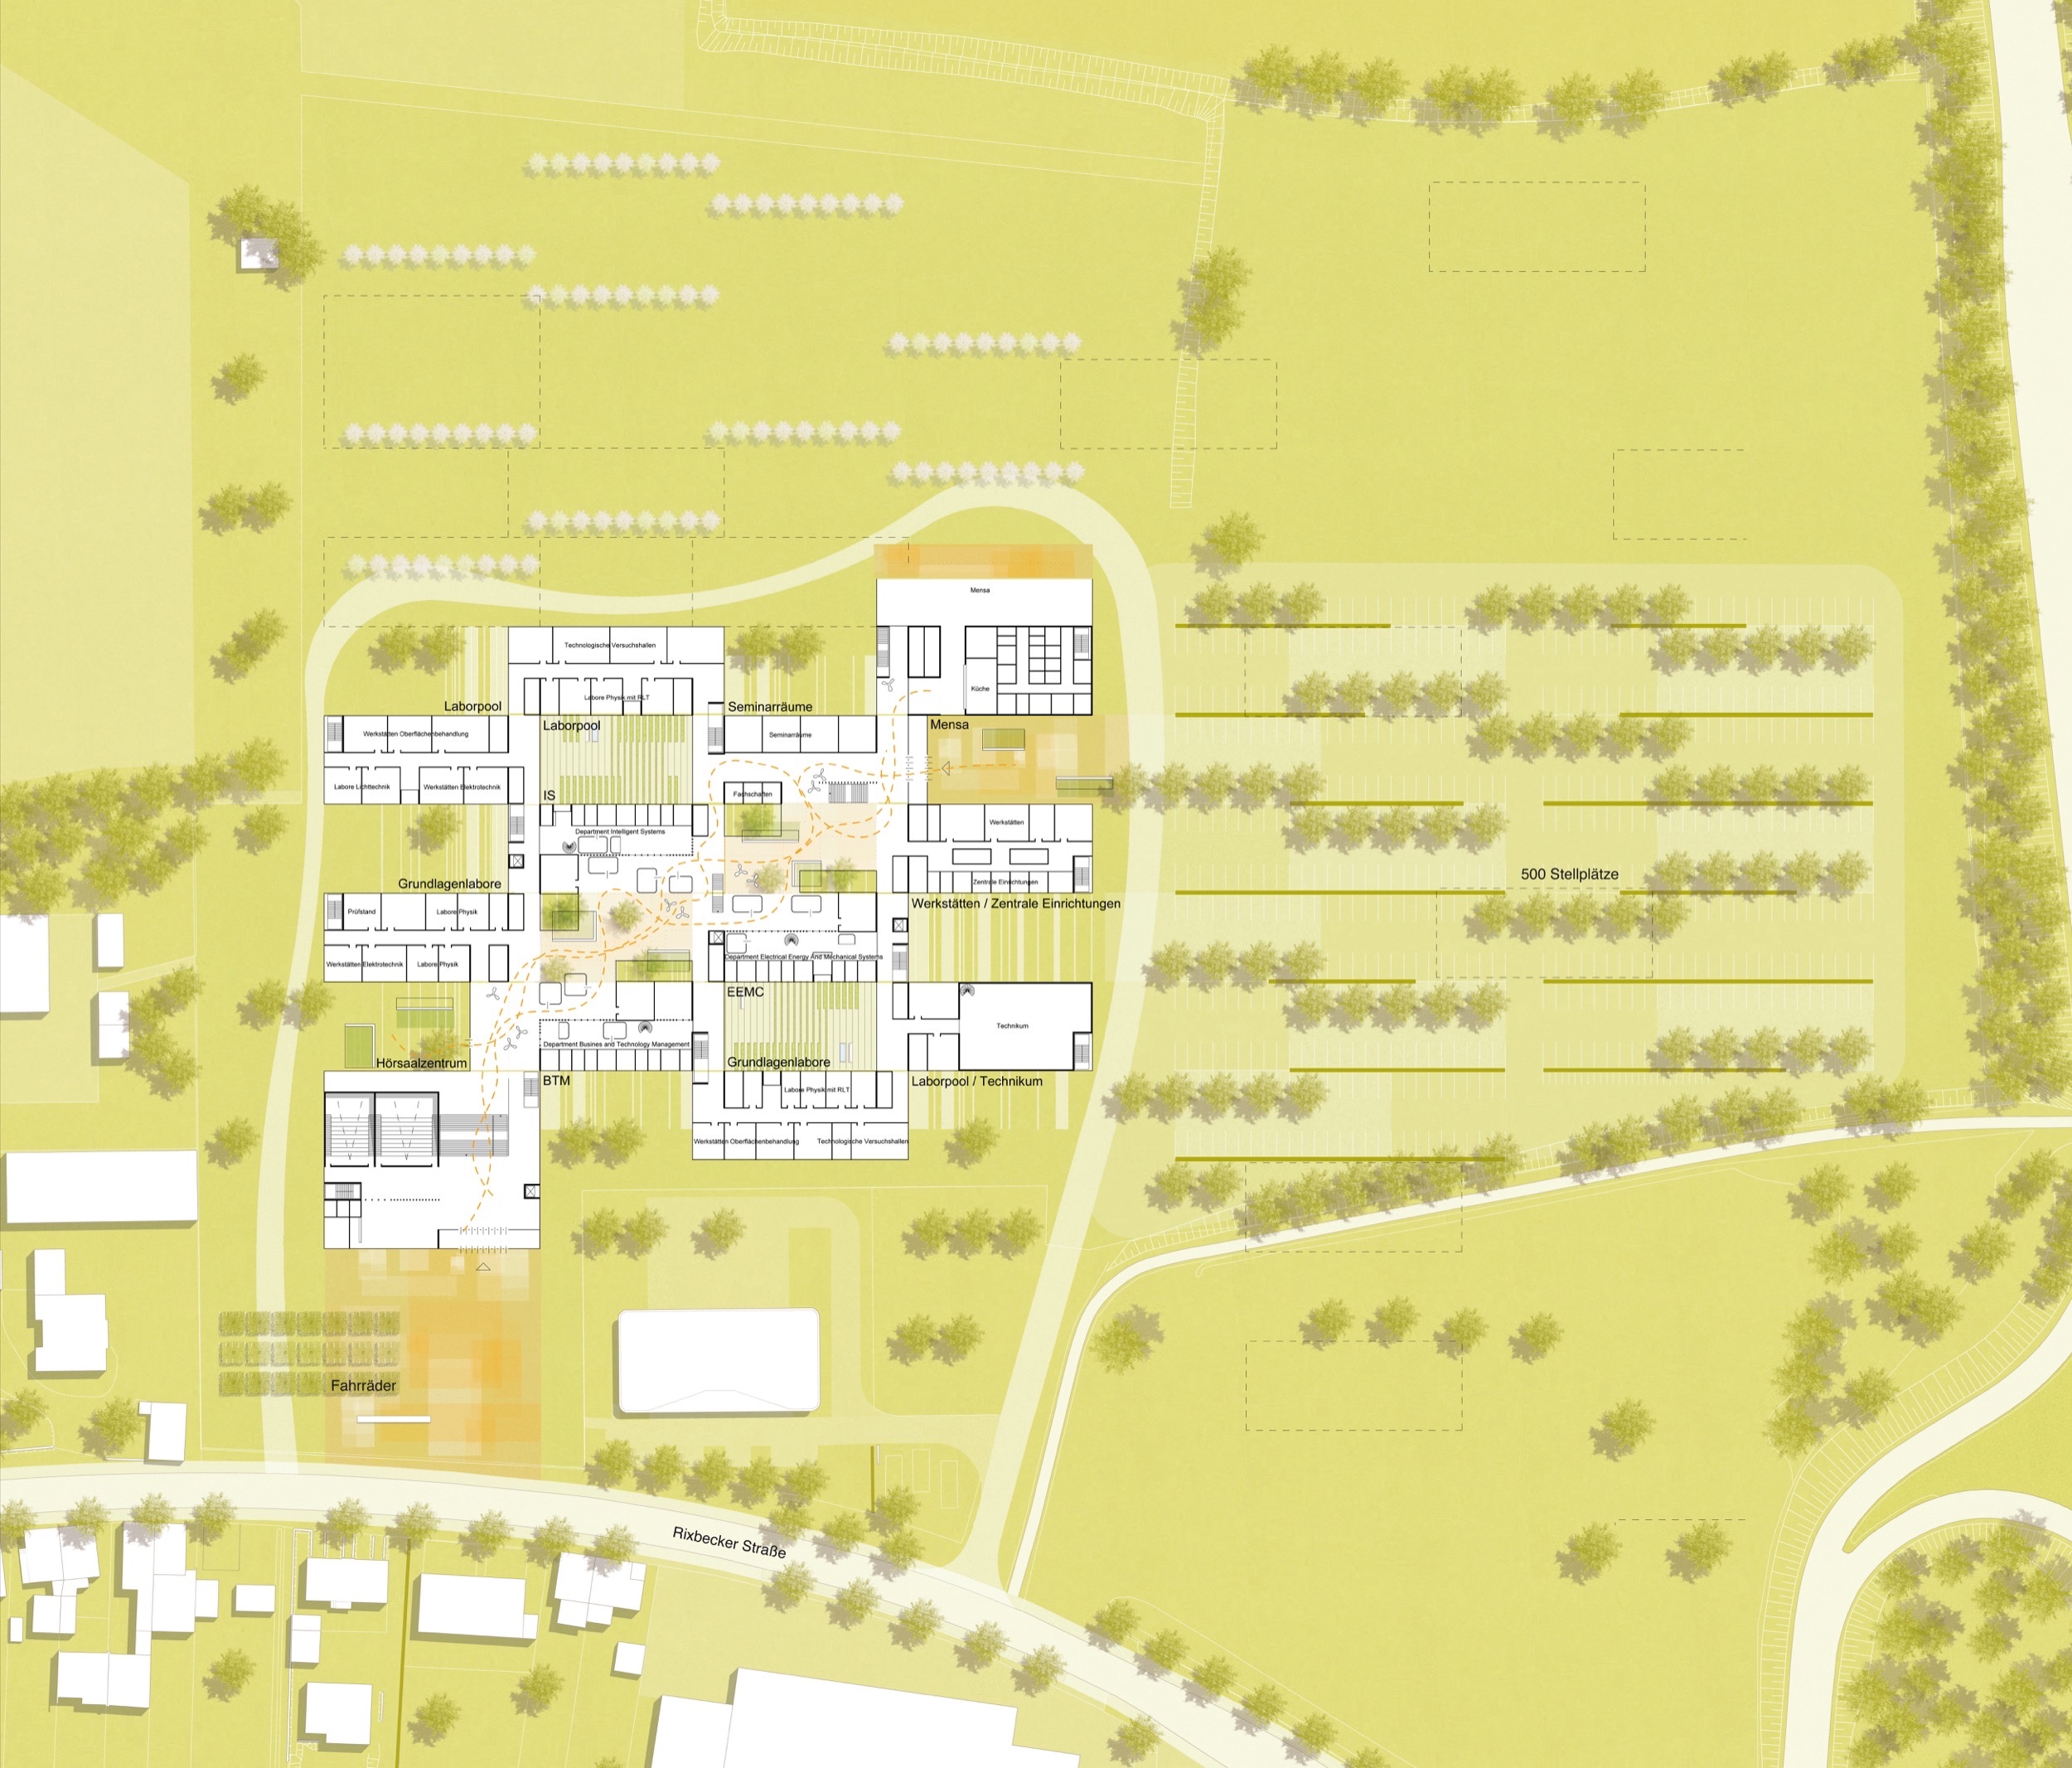 Mensa
Technologische Versuchshallen
Küche
Labore Physik mit RLT
Laborpool
Seminarräume
Laborpool
Mensa
Werkstätten Oberflächenbehandlung
Seminarräume
Labore Lichttechnik
Werkstätten Elektrotechnik
IS
Fachschaften
Department Intelligent Systems
Werkstätten
500 Stellplätze
Grundlagenlabore
Zentrale Einrichtungen
Werkstätten / Zentrale Einrichtungen
Prüfstand
Labore Physik
Department Electrical Energy And Mechanical Systems
Werkstätten Elektrotechnik
Labore Physik
EEMC
Technikum
Department Busines and Technology Management
Hörsaalzentrum
Grundlagenlabore
BTM
Laborpool / Technikum
Labore Physik mit RLT
Werkstätten Oberflächenbehandlung
Technologische Versuchshallen
Fahrräder
Rixbecker Straße